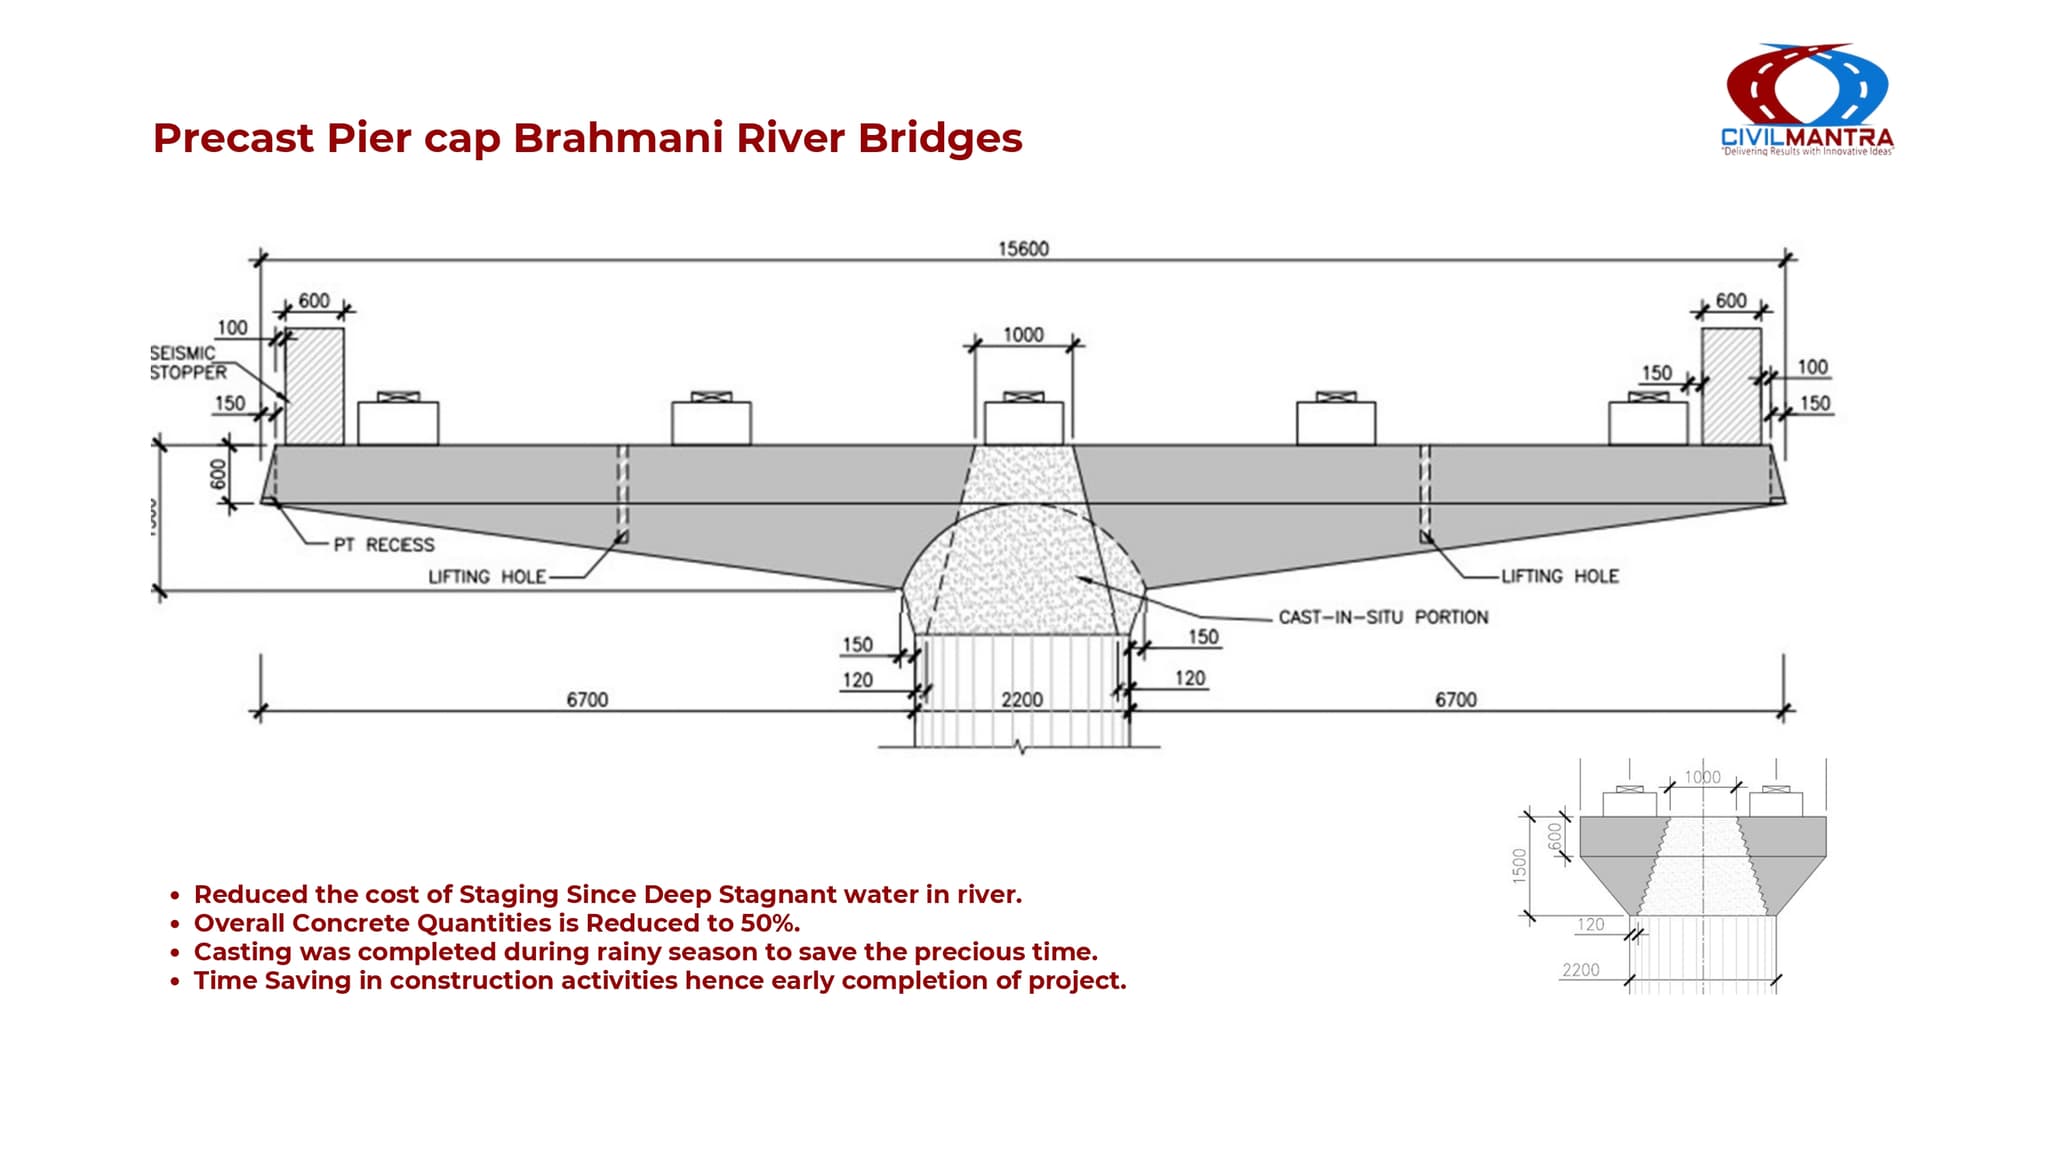 CIVILMANTRA
"Delivering Results with Innovative Ideas"
Precast Pier cap Brahmani River Bridges
15600
600
600
100
1000
SEISMIC
STOPPER
150
100
150
150
600
PT RECESS
LIFTING HOLE
LIFTING HOLE
CAST-IN-SITU PORTION
150
150
120
120
6700
2200
6700
1000
600
1500
120
2200
• Reduced the cost of Staging Since Deep Stagnant water in river.
• Overall Concrete Quantities is Reduced to 50%.
• Casting was completed during rainy season to save the precious time.
• Time Saving in construction activities hence early completion of project.